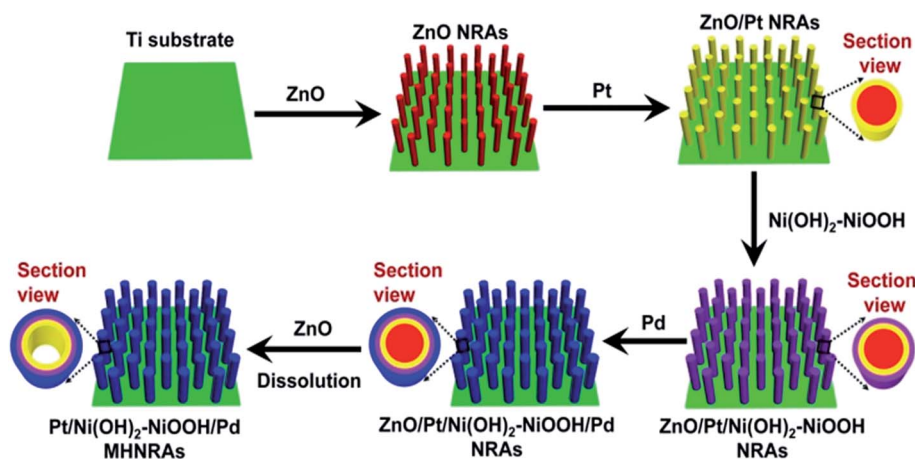 Ti substrate
ZnO
ZnO NRAs
Pt
ZnO/Pt NRAs
Section
view
Ni(OH)₂-NiOOH
Section
view
ZnO/Pt/Ni(OH)₂-NiOOH
NRAs
Pd
Section
view
ZnO/Pt/Ni(OH)₂-NiOOH/Pd
NRAs
ZnO
Dissolution
Section
view
Pt/Ni(OH)₂-NiOOH/Pd
MHNRAs